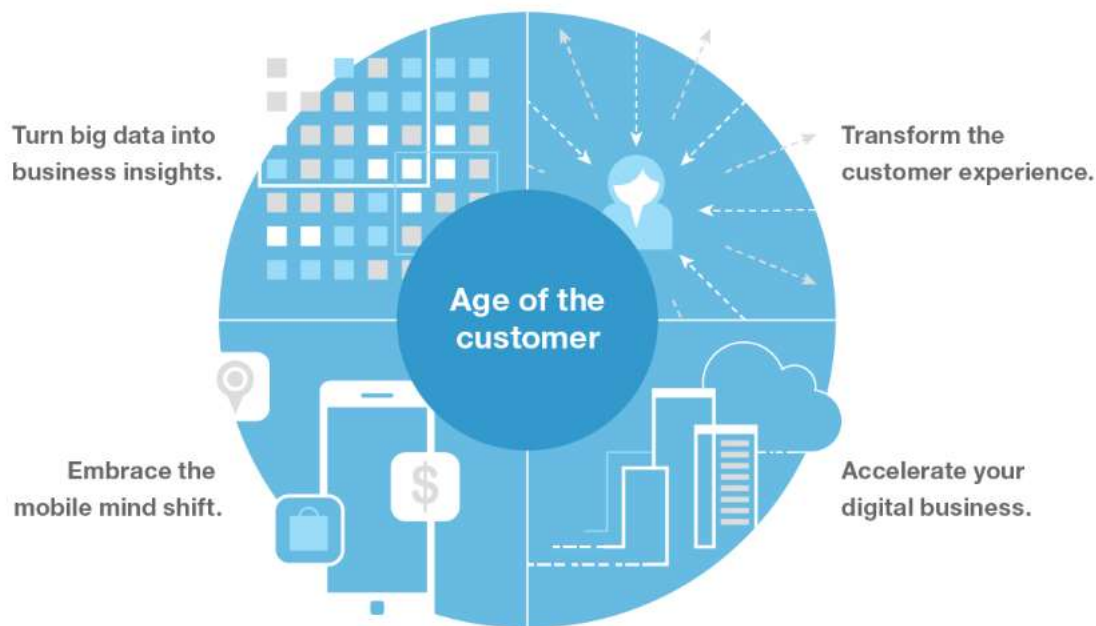 Turn big data into
business insights.
Transform the
customer experience.
Age of the
customer
Embrace the
mobile mind shift.
$
Accelerate your
digital business.